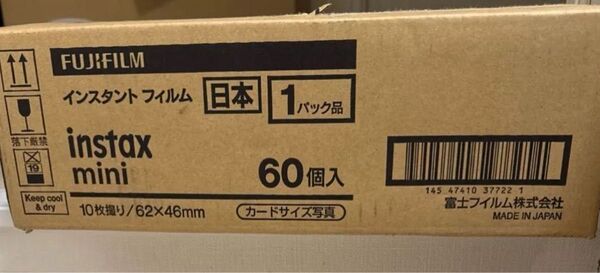 FUJIFILM
インスタント フィルム 日本 1パック品
落下厳禁
instax
mini
60個入
19
Keep cool
& dry
10枚撮り/62×46mm
カードサイズ写真
145 47410 37722 1
富士フイルム株式会社
MADE IN JAPAN